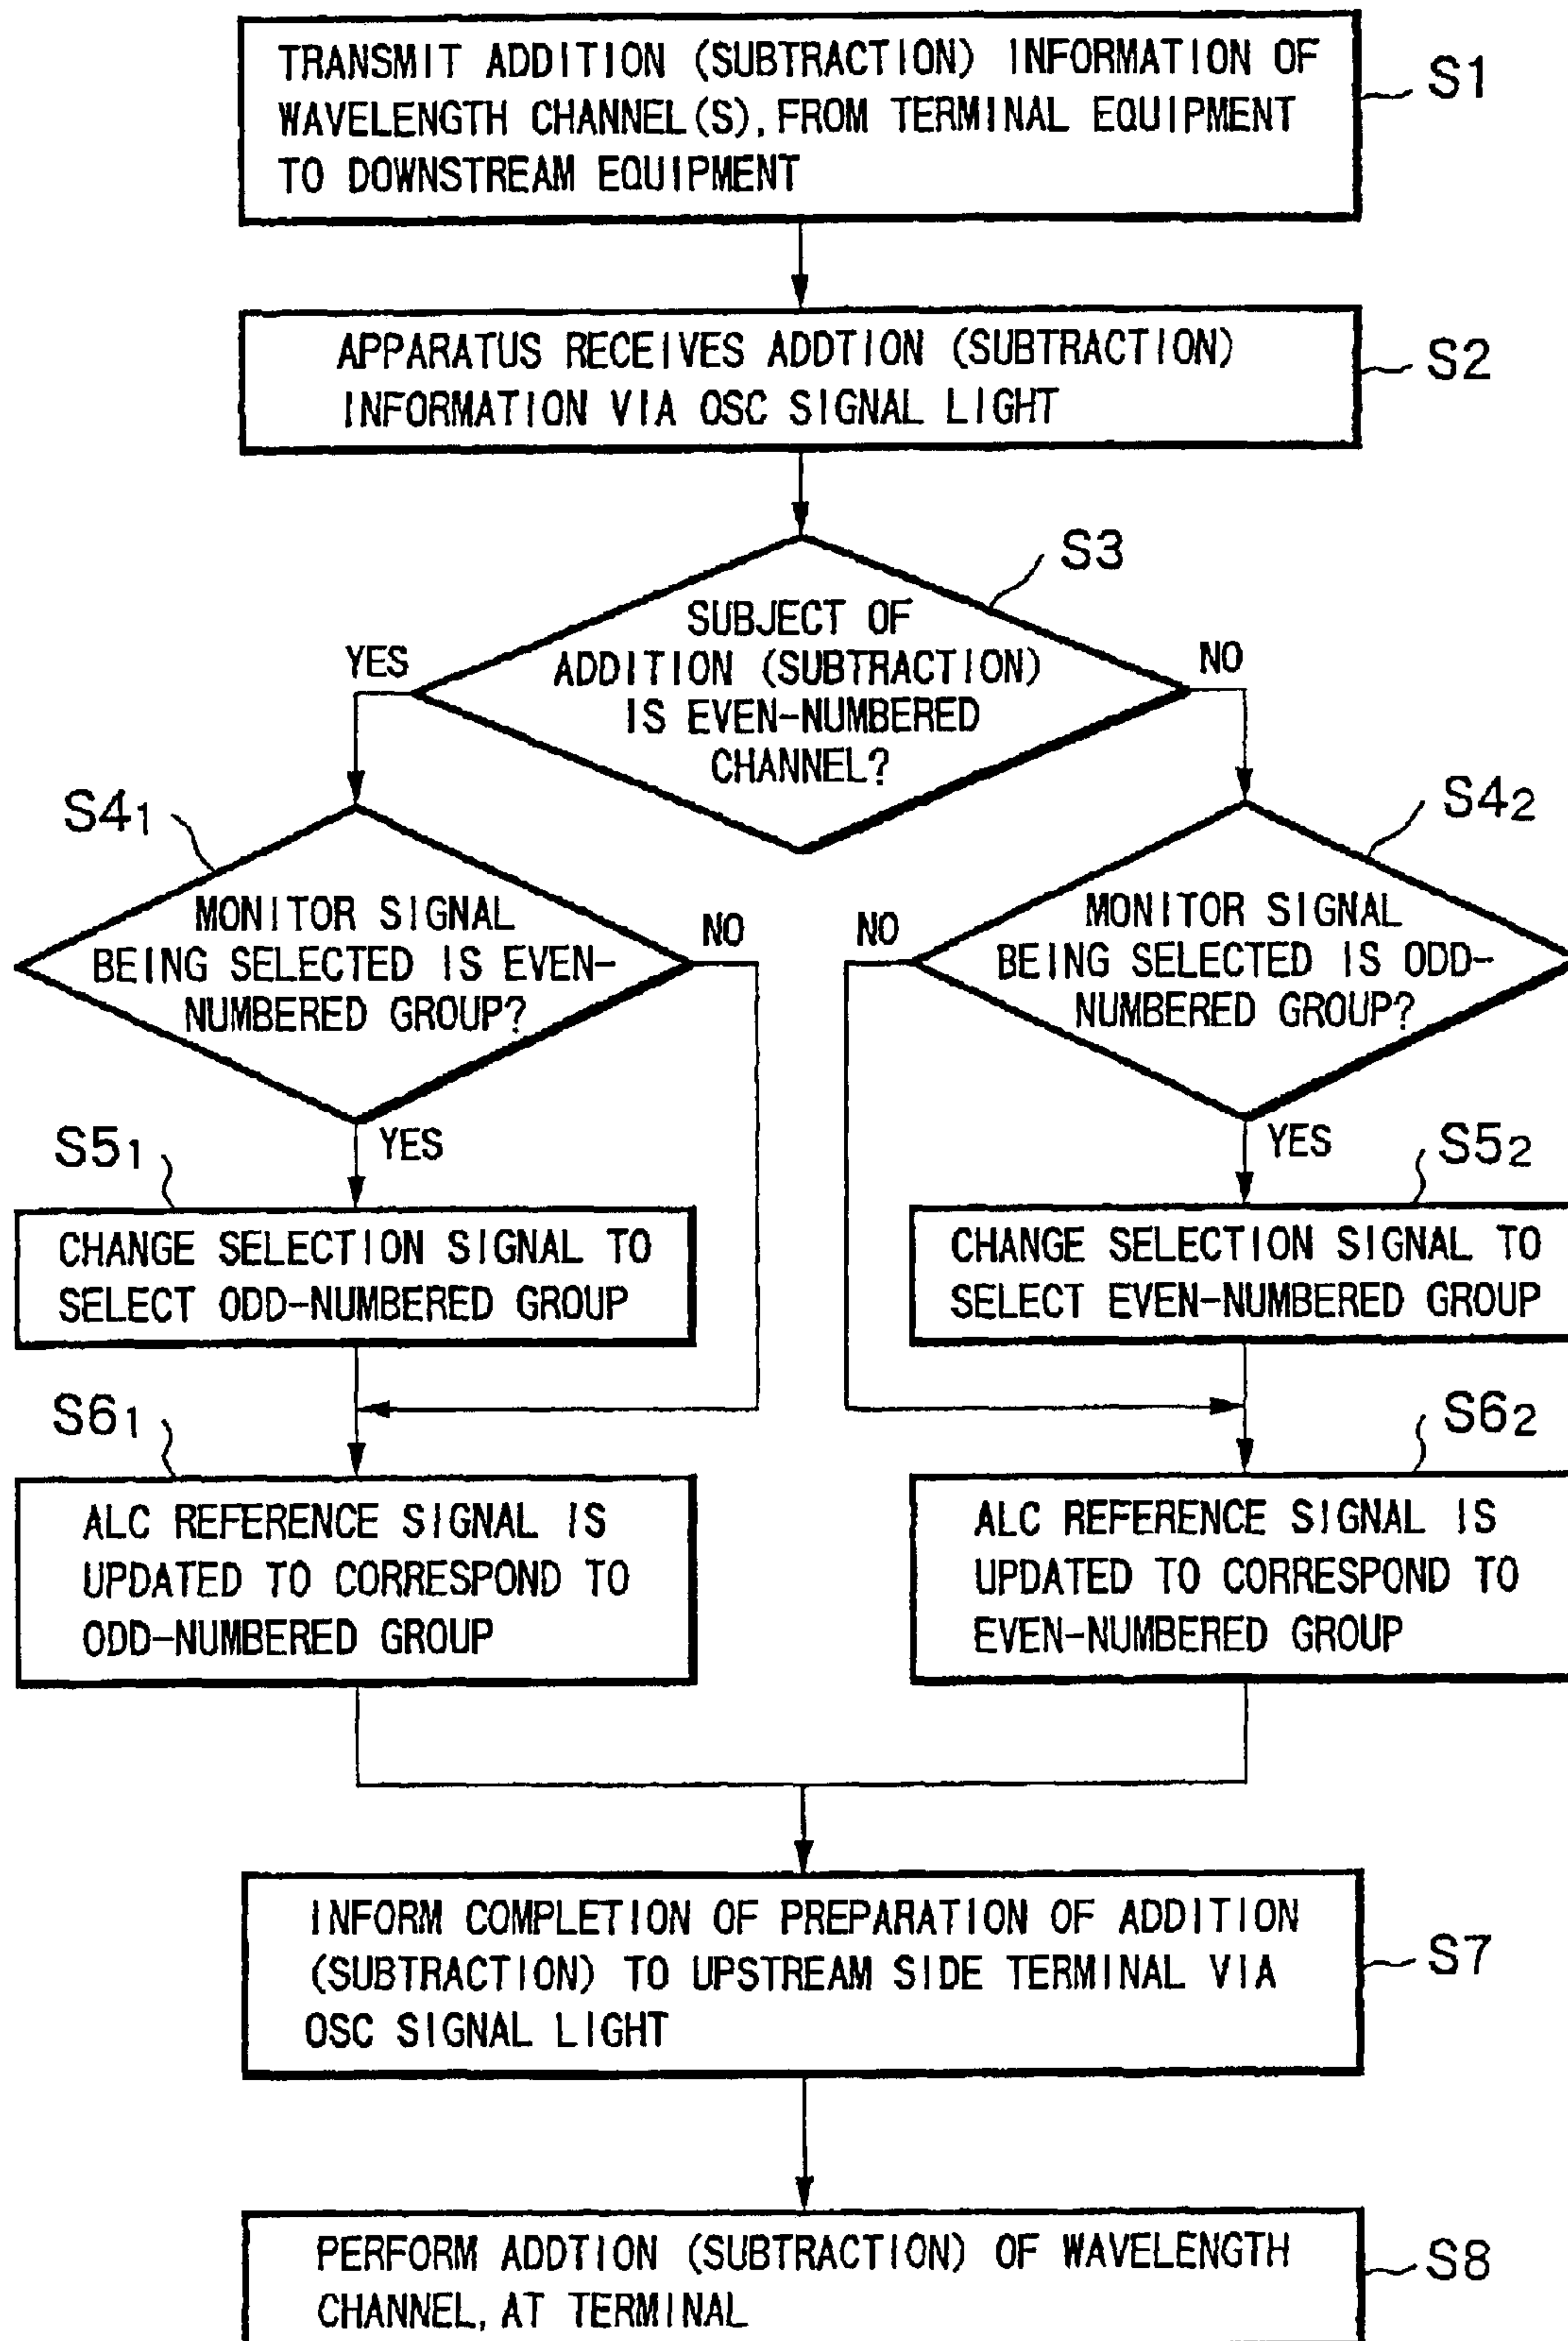 TRANSMIT ADDITION (SUBTRACTION) INFORMATION OF
WAVELENGTH CHANNEL(S), FROM TERMINAL EQUIPMENT
TO DOWNSTREAM EQUIPMENT
S1
APPARATUS RECEIVES ADDTION (SUBTRACTION)
INFORMATION VIA OSC SIGNAL LIGHT
S2
S3
SUBJECT OF
ADDITION (SUBTRACTION)
IS EVEN-NUMBERED
CHANNEL?
YES
NO
S41
MONITOR SIGNAL
BEING SELECTED IS EVEN-
NUMBERED GROUP?
NO
YES
S42
MONITOR SIGNAL
BEING SELECTED IS ODD-
NUMBERED GROUP?
NO
YES
S51
CHANGE SELECTION SIGNAL TO
SELECT ODD-NUMBERED GROUP
S52
CHANGE SELECTION SIGNAL TO
SELECT EVEN-NUMBERED GROUP
S61
ALC REFERENCE SIGNAL IS
UPDATED TO CORRESPOND TO
ODD-NUMBERED GROUP
S62
ALC REFERENCE SIGNAL IS
UPDATED TO CORRESPOND TO
EVEN-NUMBERED GROUP
INFORM COMPLETION OF PREPARATION OF ADDITION
(SUBTRACTION) TO UPSTREAM SIDE TERMINAL VIA
OSC SIGNAL LIGHT
S7
PERFORM ADDTION (SUBTRACTION) OF WAVELENGTH
CHANNEL, AT TERMINAL
S8